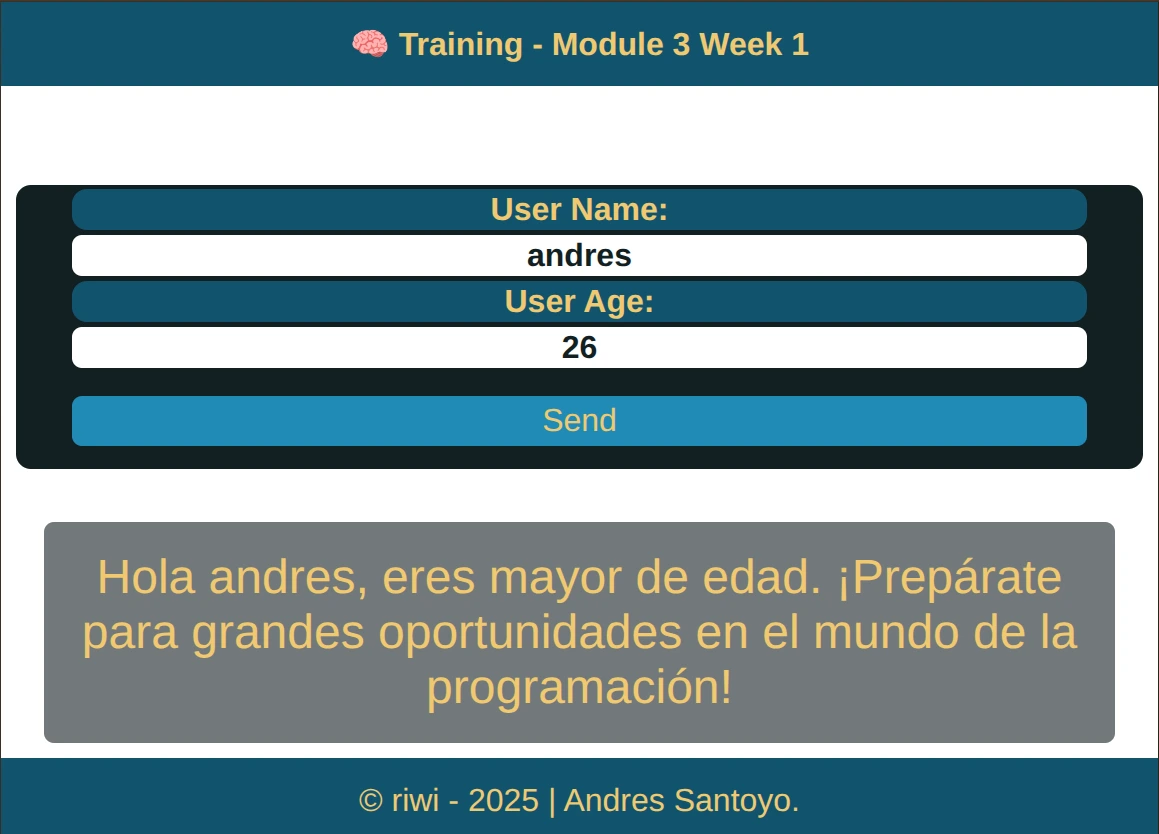 🧠 Training - Module 3 Week 1
User Name:
andres
User Age:
26
Send
Hola andres, eres mayor de edad. ¡Prepárate
para grandes oportunidades en el mundo de la
programación!
© riwi - 2025 | Andres Santoyo.